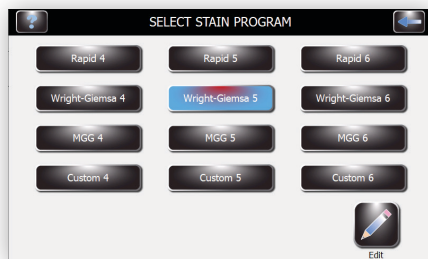 SELECT STAIN PROGRAM
Rapid 4 Rapid 5 Rapid 6
Wright-Giemsa 4 Wright-Giemsa 5 Wright-Giemsa 6
MGG 4 MGG 5 MGG 6
Custom 4 Custom 5 Custom 6
Edit